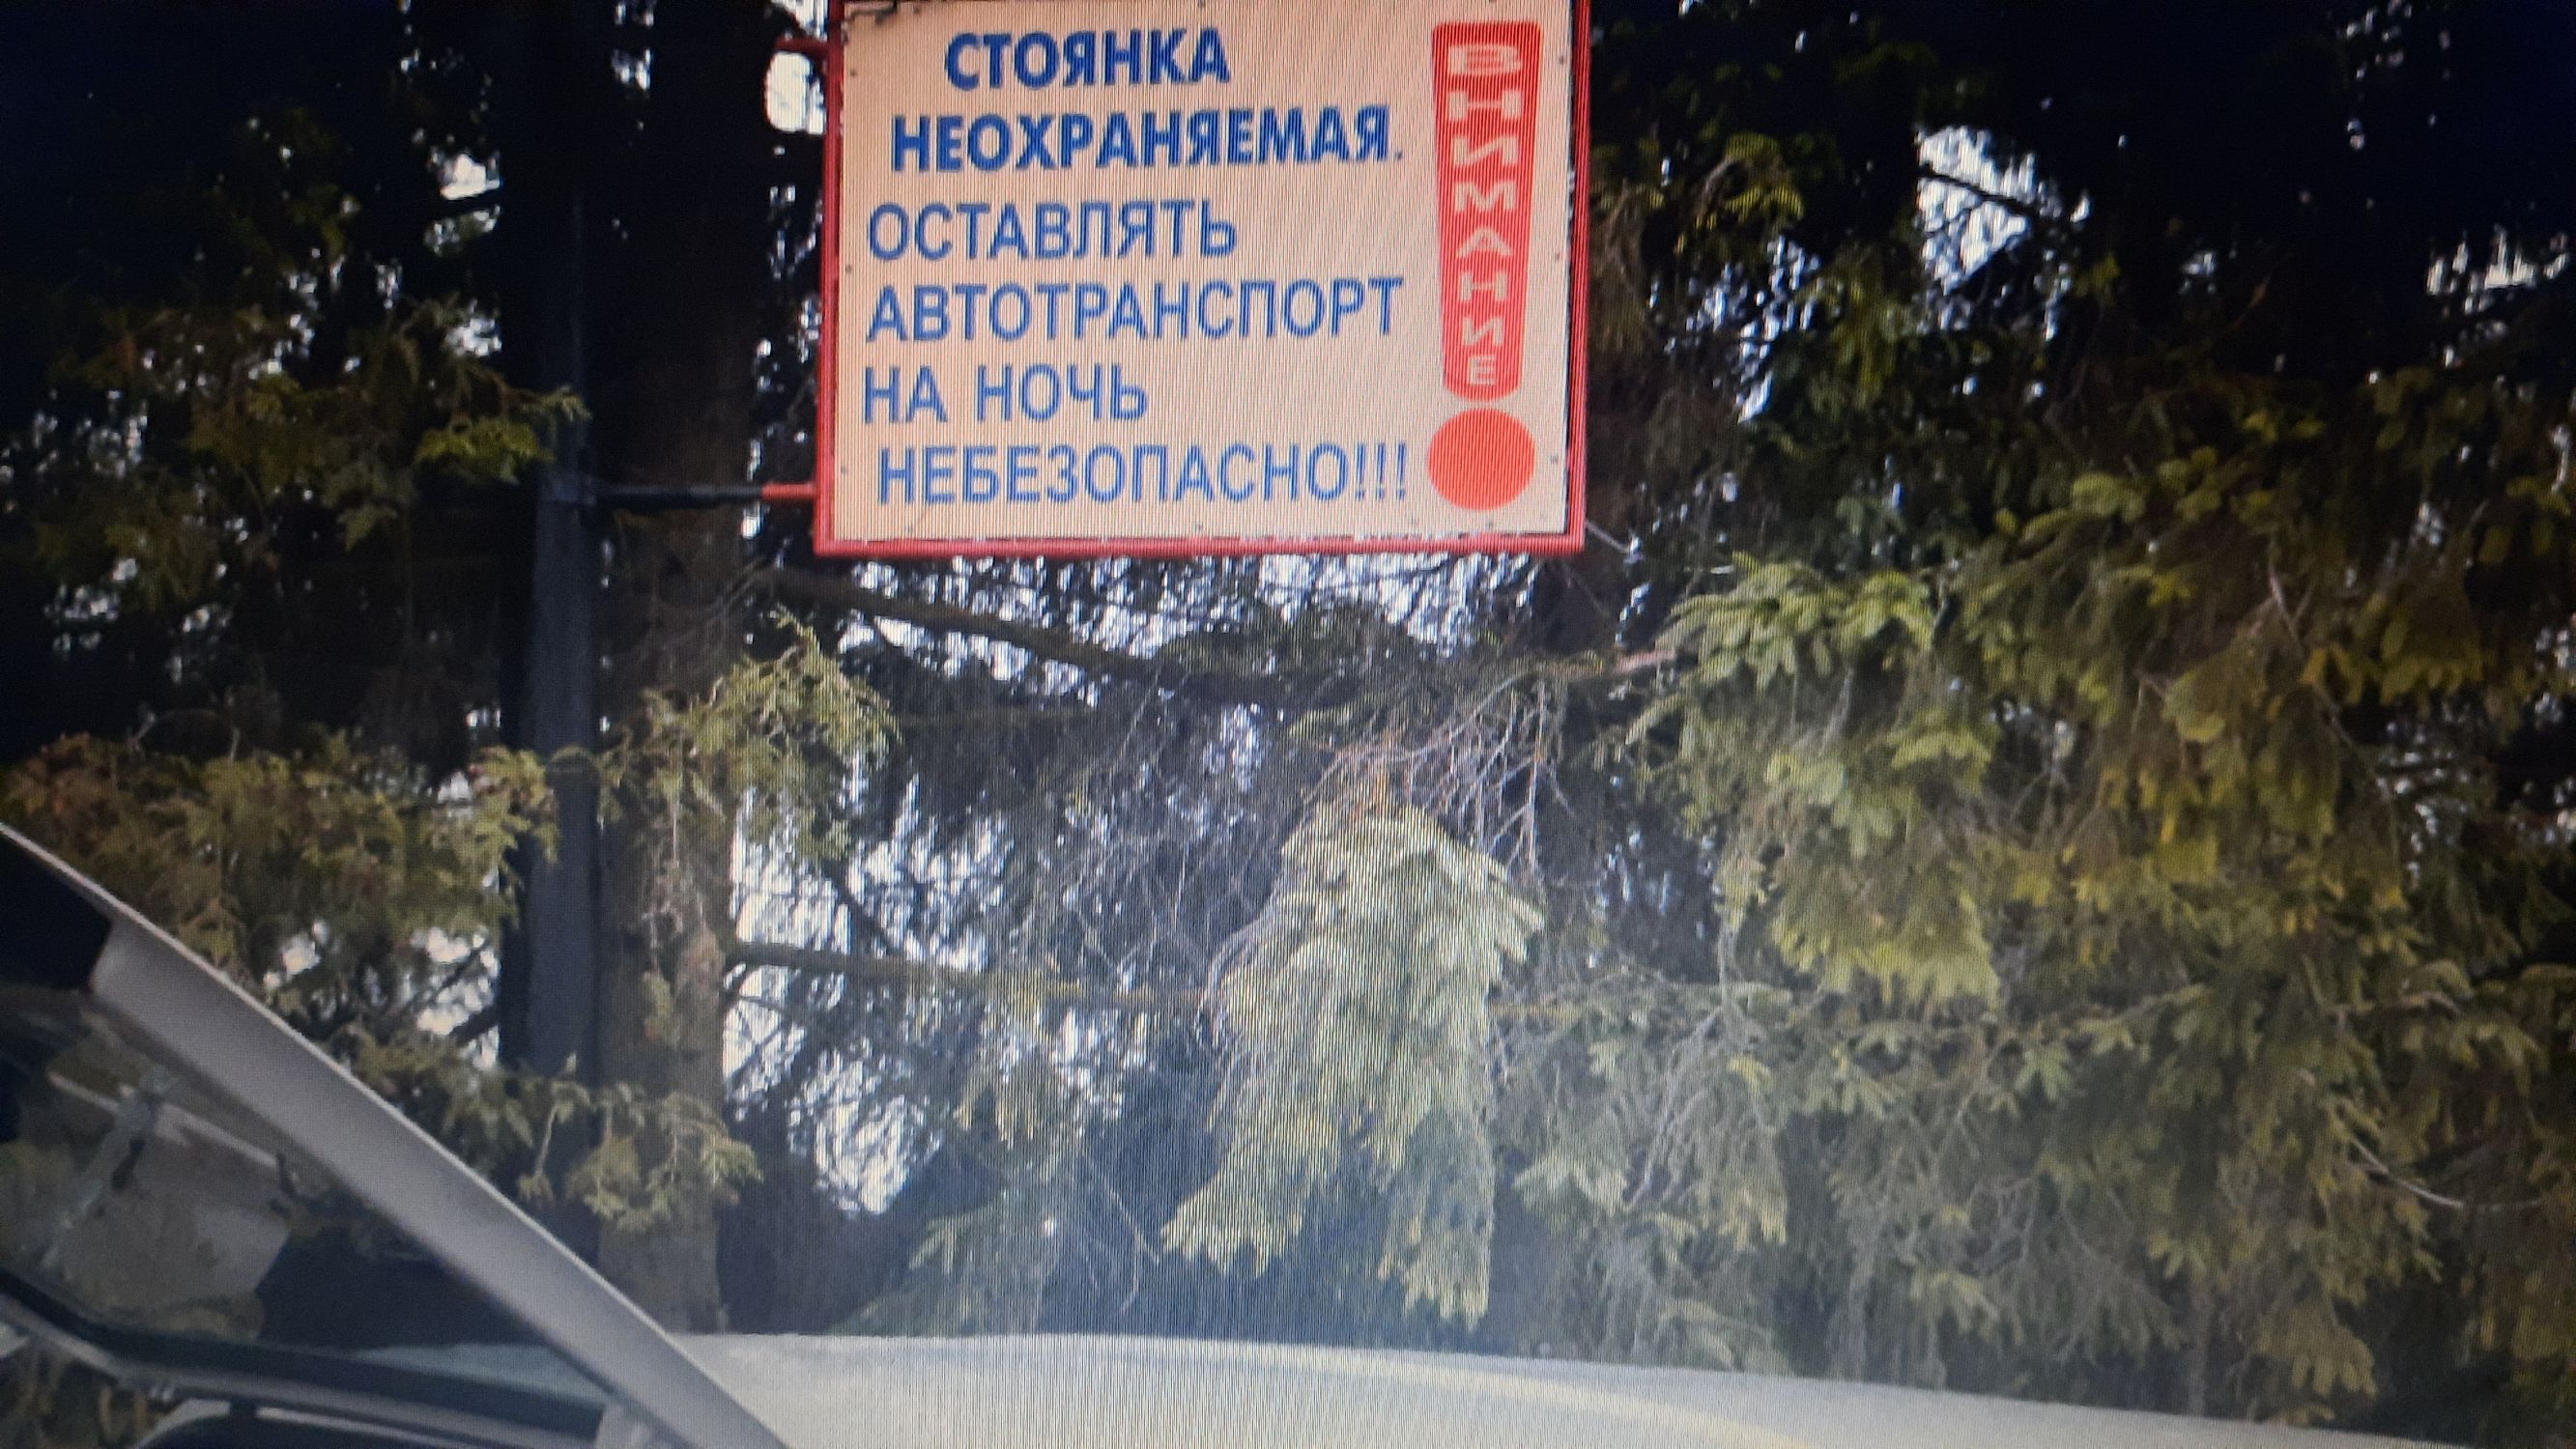 СТОЯНКА
НЕОХРАНЯЕМАЯ.
ОСТАВЛЯТЬ
АВТОТРАНСПОРТ
НА НОЧЬ
НЕБЕЗОПАСНО!!!
ВНИМАНИЕ